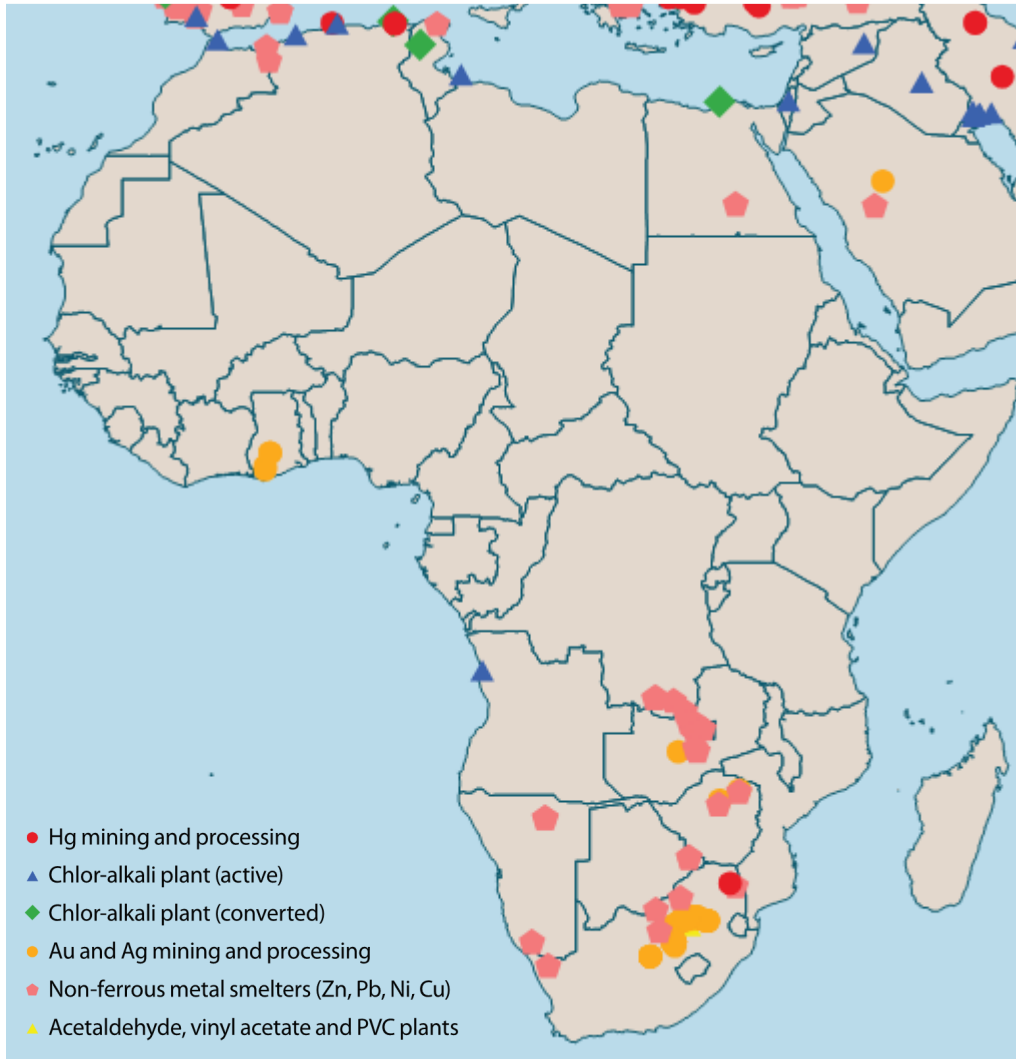 Hg mining and processing
Chlor-alkali plant (active)
Chlor-alkali plant (converted)
Au and Ag mining and processing
Non-ferrous metal smelters (Zn, Pb, Ni, Cu)
Acetaldehyde, vinyl acetate and PVC plants